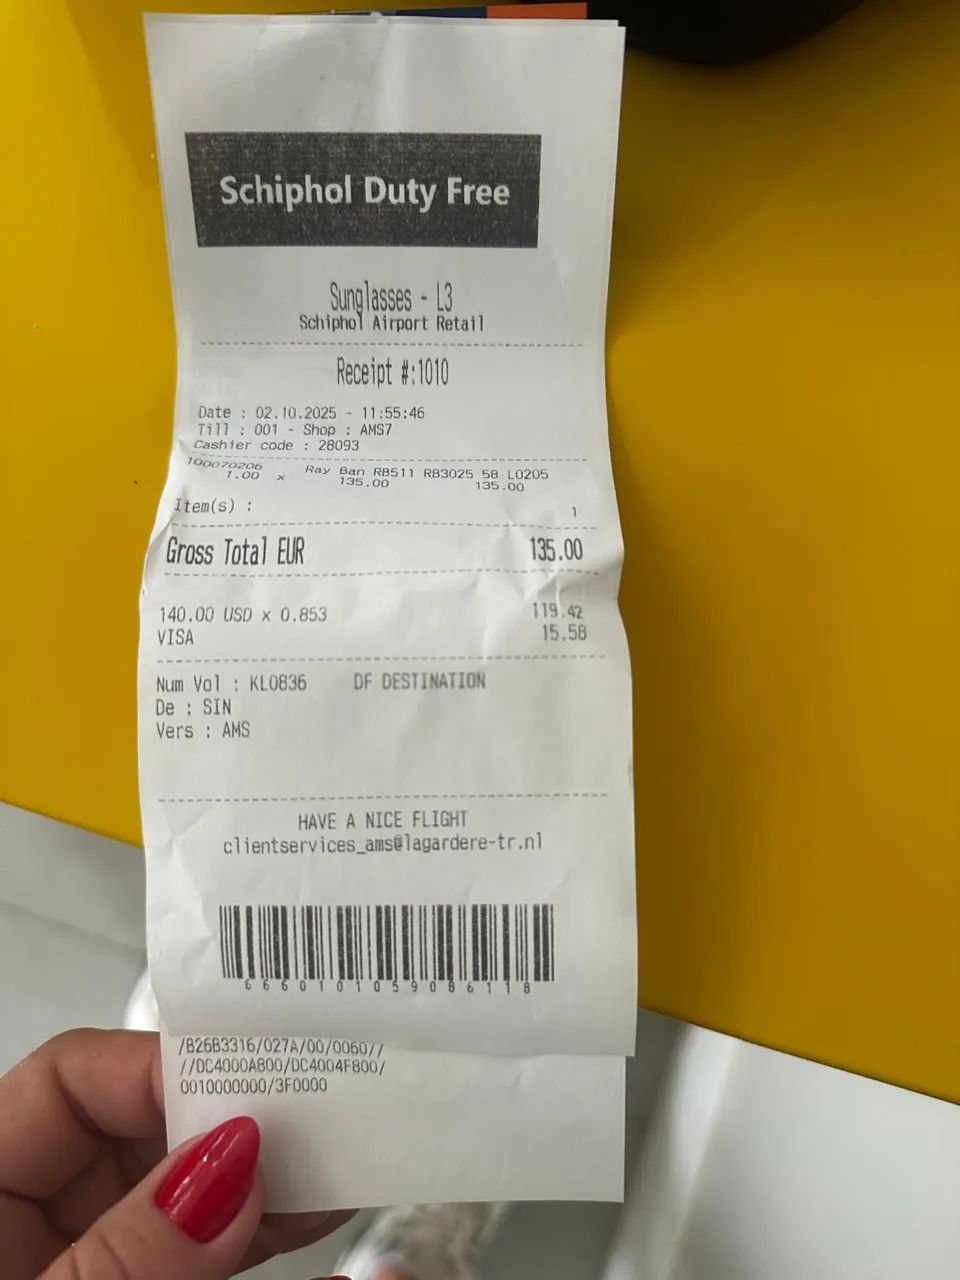 Schiphol Duty Free
Sunglasses - L3
Schiphol Airport Retail
Receipt #:1010
Date : 02.10.2025 - 11:55:46
Till : 001 - Shop : AMS7
Cashier code : 28093
100070206 Ray Ban RB511 RB3025 58 L0205
1.00 x 135.00 135.00
Item(s) : 1
Gross Total EUR 135.00
140.00 USD x 0.853 119.42
VISA 15.58
Num Vol : KL0836 DF DESTINATION
De : SIN
Vers : AMS
HAVE A NICE FLIGHT
clientservices_ams@lagardere-tr.nl
6660101059086118
/B26B3316/027A/00/0060//
//DC4000A800/DC4004F800/
0010000000/3F0000